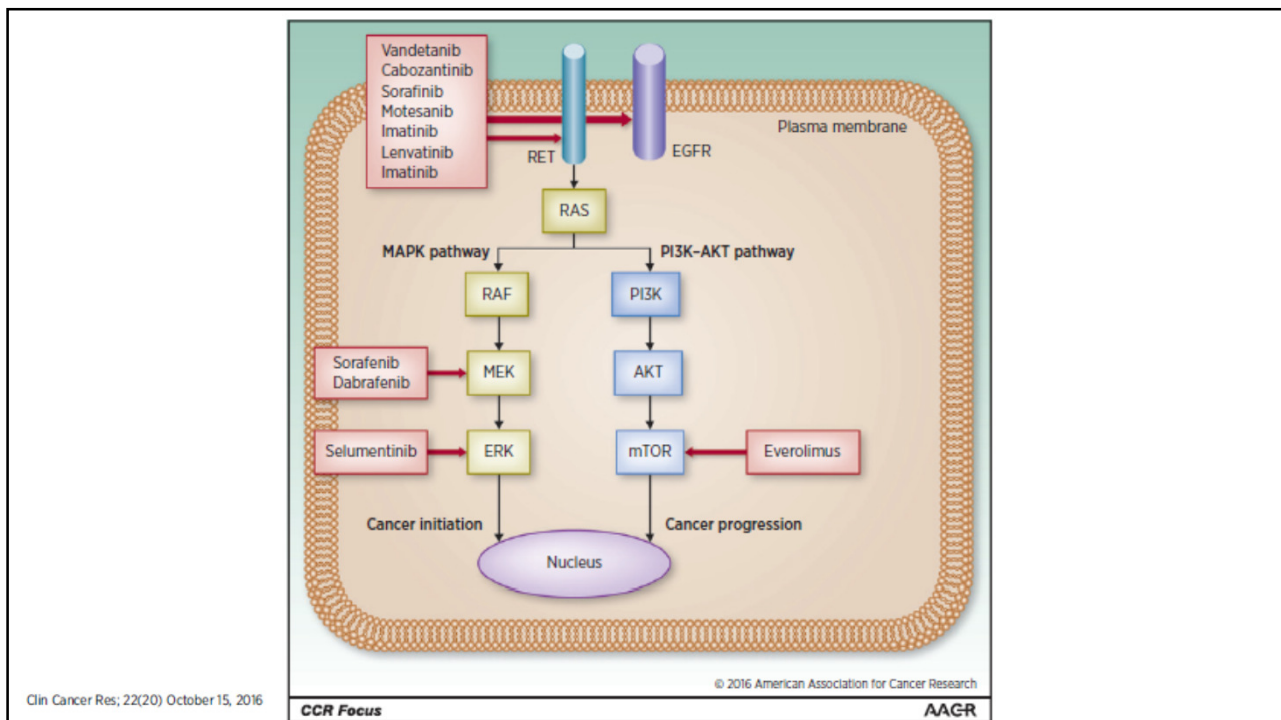 Vandetanib
Cabozantinib
Sorafinib
Motesanib
Imatinib
Lenvatinib
Imatinib
RET
EGFR
Plasma membrane
RAS
MAPK pathway
PI3K–AKT pathway
RAF
PI3K
Sorafenib
Dabrafenib
MEK
AKT
Selumentinib
ERK
mTOR
Everolimus
Cancer initiation
Cancer progression
Nucleus
© 2016 American Association for Cancer Research
Clin Cancer Res; 22(20) October 15, 2016
CCR Focus
AACR